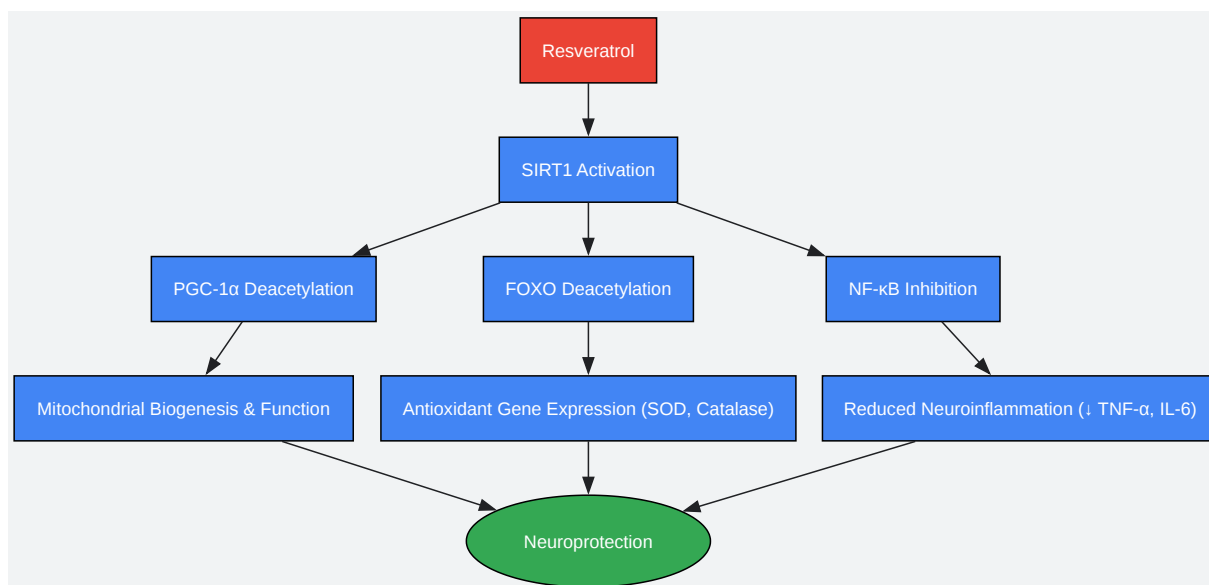 Resveratrol
SIRT1 Activation
PGC-1α Deacetylation
FOXO Deacetylation
NF-κB Inhibition
Mitochondrial Biogenesis & Function
Antioxidant Gene Expression (SOD, Catalase)
Reduced Neuroinflammation (↓ TNF-α, IL-6)
Neuroprotection